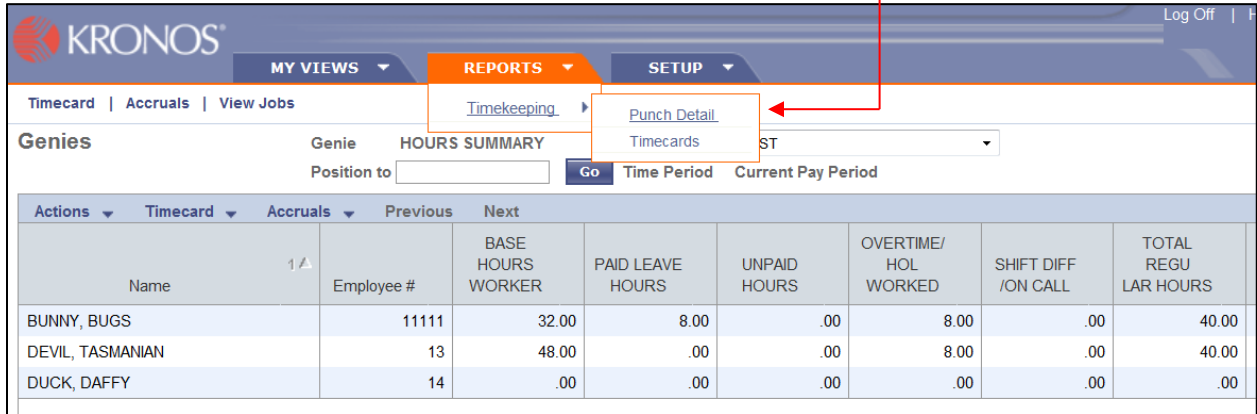 Log Off | H
KRONOS®
MY VIEWS REPORTS SETUP
Timecard | Accruals | View Jobs
Timekeeping
Punch Detail
Timecards
Genies Genie HOURS SUMMARY ST
Position to Go Time Period Current Pay Period
Actions Timecard Accruals Previous Next
Name 1 Employee # BASE HOURS WORKER PAID LEAVE HOURS UNPAID HOURS OVERTIME/ HOL WORKED SHIFT DIFF /ON CALL TOTAL REGU LAR HOURS
BUNNY, BUGS 11111 32.00 8.00 .00 8.00 .00 40.00
DEVIL, TASMANIAN 13 48.00 .00 .00 8.00 .00 40.00
DUCK, DAFFY 14 .00 .00 .00 .00 .00 .00